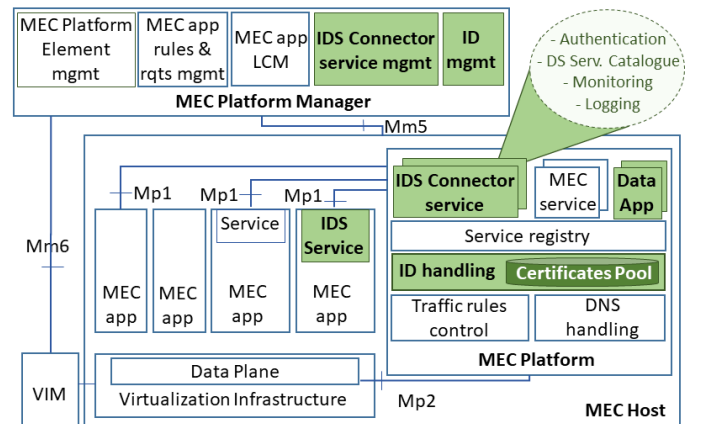 MEC Platform
Element
mgmt
MEC app
rules &
rqts mgmt
MEC app
LCM
IDS Connector
service mgmt
ID
mgmt
MEC Platform Manager
- Authentication
- DS Serv. Catalogue
- Monitoring
- Logging
Mm5
Mp1
Mp1
Mp1
Mm6
MEC
app
MEC
app
Service
MEC
app
IDS
Service
MEC
app
IDS Connector
service
MEC
service
Data
App
Service registry
ID handling
Certificates Pool
Traffic rules
control
DNS
handling
MEC Platform
VIM
Data Plane
Virtualization Infrastructure
Mp2
MEC Host